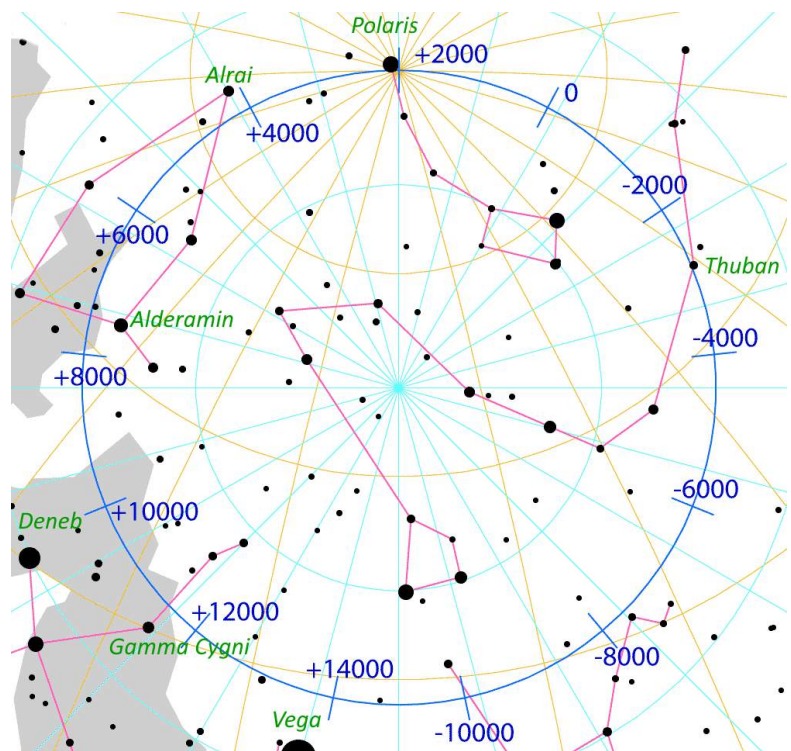 Polaris
+2000
Alrai
0
+4000
-2000
+6000
Thuban
Alderamin
-4000
+8000
-6000
+10000
Deneb
+12000
Gamma Cygni
-8000
+14000
Vega
-10000